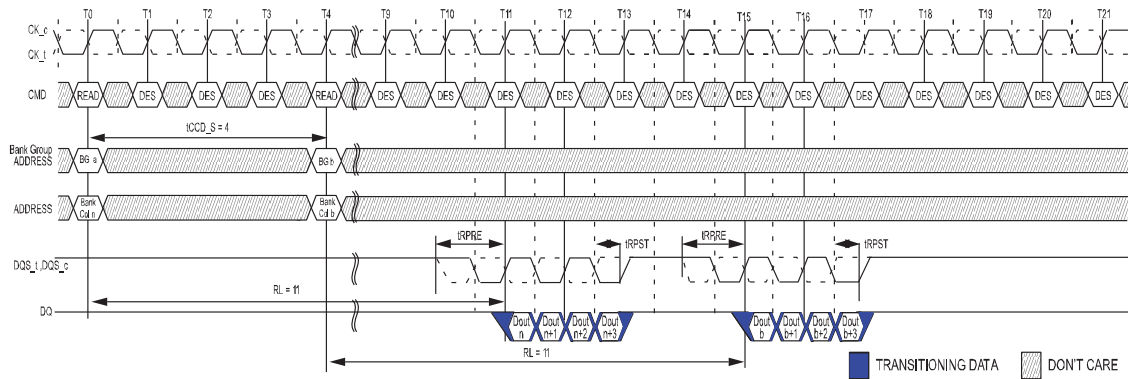 T0 T1 T2 T3 T4 T9 T10 T11 T12 T13 T14 T15 T16 T17 T18 T19 T20 T21
CK_c
CK_t
CMD READ DES DES DES READ DES DES DES DES DES DES DES DES DES DES DES DES DES
tCCD_S = 4
Bank Group
ADDRESS BG a BG b
ADDRESS Bank Col n Bank Col b
tRPRE tRPST tRPRE tRPST
DQS_t ,DQS_c
RL = 11
DQ Dout n Dout n+1 Dout n+2 Dout n+3 Dout b Dout b+1 Dout b+2 Dout b+3
RL = 11
TRANSITIONING DATA DON'T CARE